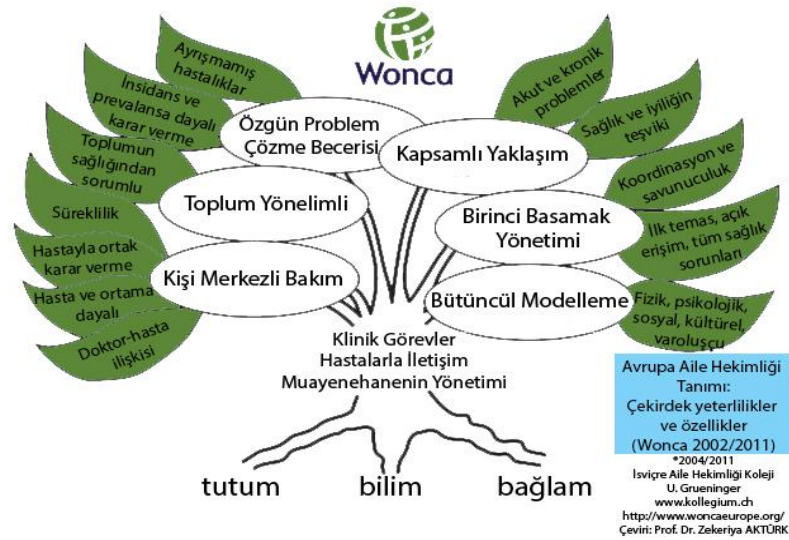 Wonca
Ayrışmamış
hastalıklar
İnsidans ve
prevalansa dayalı
karar verme
Toplumun
sağlığından
sorumlu
Süreklilik
Hastayla ortak
karar verme
Hasta ve ortama
dayalı
Doktor-hasta
ilişkisi
Özgün Problem
Çözme Becerisi
Toplum Yönelimli
Kişi Merkezli Bakım
Kapsamlı Yaklaşım
Birinci Basamak
Yönetimi
Bütüncül Modelleme
Akut ve kronik
problemler
Sağlık ve iyiliğin
teşviki
Koordinasyon ve
savunuculuk
İlk temas, açık
erişim, tüm sağlık
sorunları
Fizik, psikolojik,
sosyal, kültürel,
varoluşçu
Klinik Görevler
Hastalarla İletişim
Muayenehanenin Yönetimi
tutum
bilim
bağlam
Avrupa Aile Hekimliği
Tanımı:
Çekirdek yeterlilikler
ve özellikler
(Wonca 2002/2011)
*2004/2011
İsviçre Aile Hekimliği Koleji
U. Grueninger
www.kollegium.ch
http://www.woncaeurope.org/
Çeviri: Prof. Dr. Zekeriya AKTÜRK